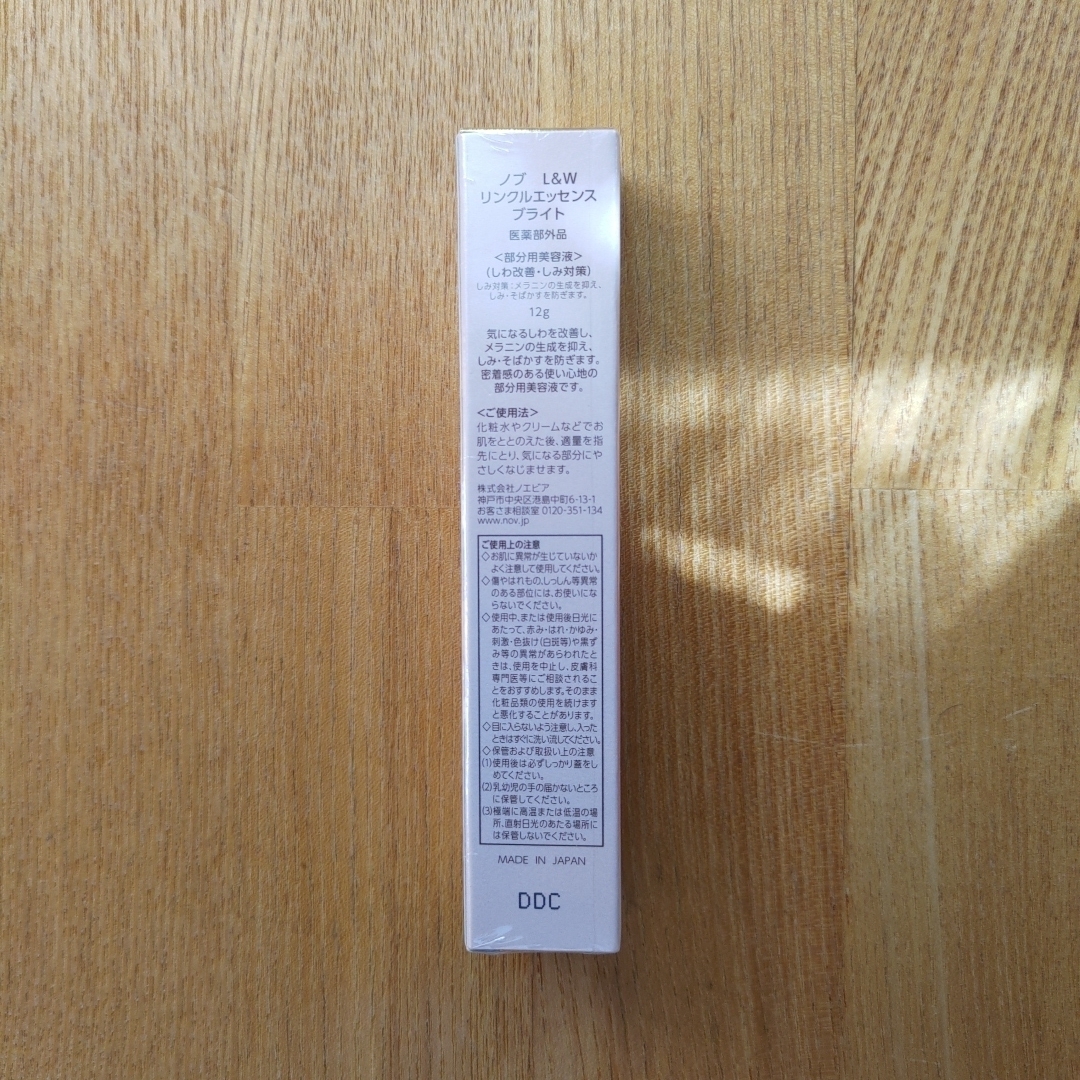 ノブ L&W
リンクルエッセンス
ブライト
医薬部外品
<部分用美容液>
(しわ改善・しみ対策)
しみ対策:メラニンの生成を抑え、
しみ・そばかすを防ぎます。
12g
気になるしわを改善し、
メラニンの生成を抑え、
しみ・そばかすを防ぎます。
密着感のある使い心地の
部分用美容液です。
<ご使用法>
化粧水やクリームなどでお
肌をととのえた後、適量を指
先にとり、気になる部分にや
さしくなじませます。
株式会社ノエビア
神戸市中央区港島中町6-13-1
お客さま相談室 0120-351-134
www.nov.jp
ご使用上の注意
◇お肌に異常が生じていないか
よく注意して使用してください。
◇傷やはれもの、しっしん等異常
のある部位には、お使いにな
らないでください。
◇使用中、または使用後日光に
あたって、赤み・はれ・かゆみ・
刺激・色抜け(白斑等)や黒ず
み等の異常があらわれたと
きは、使用を中止し、皮膚科
専門医等にご相談されるこ
とをおすすめします。そのまま
化粧品類の使用を続けます
と悪化することがあります。
◇目に入らないよう注意し、入った
ときはすぐに洗い流してください。
◇保管および取扱い上の注意
(1)使用後は必ずしっかり蓋をし
めてください。
(2)乳幼児の手の届かないところ
に保管してください。
(3)極端に高温または低温の場
所、直射日光のあたる場所に
は保管しないでください。
MADE IN JAPAN
DDC